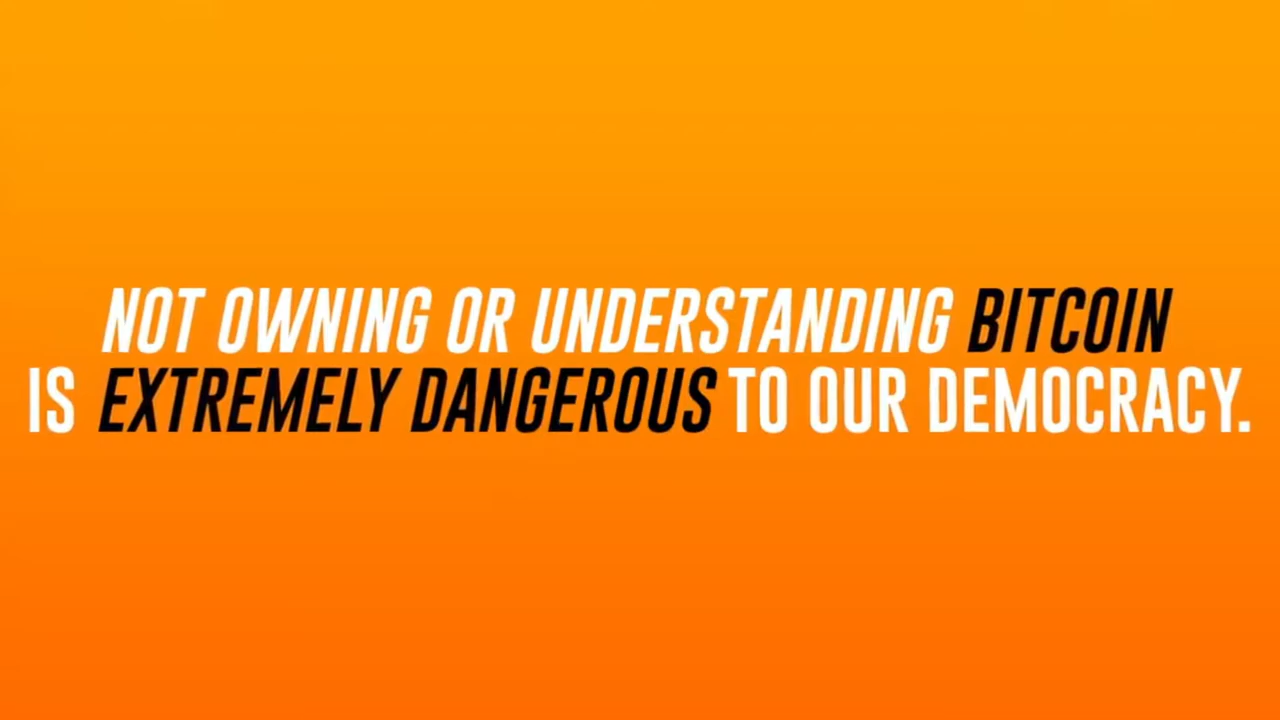 NOT OWNING OR UNDERSTANDING BITCOIN
IS EXTREMELY DANGEROUS TO OUR DEMOCRACY.